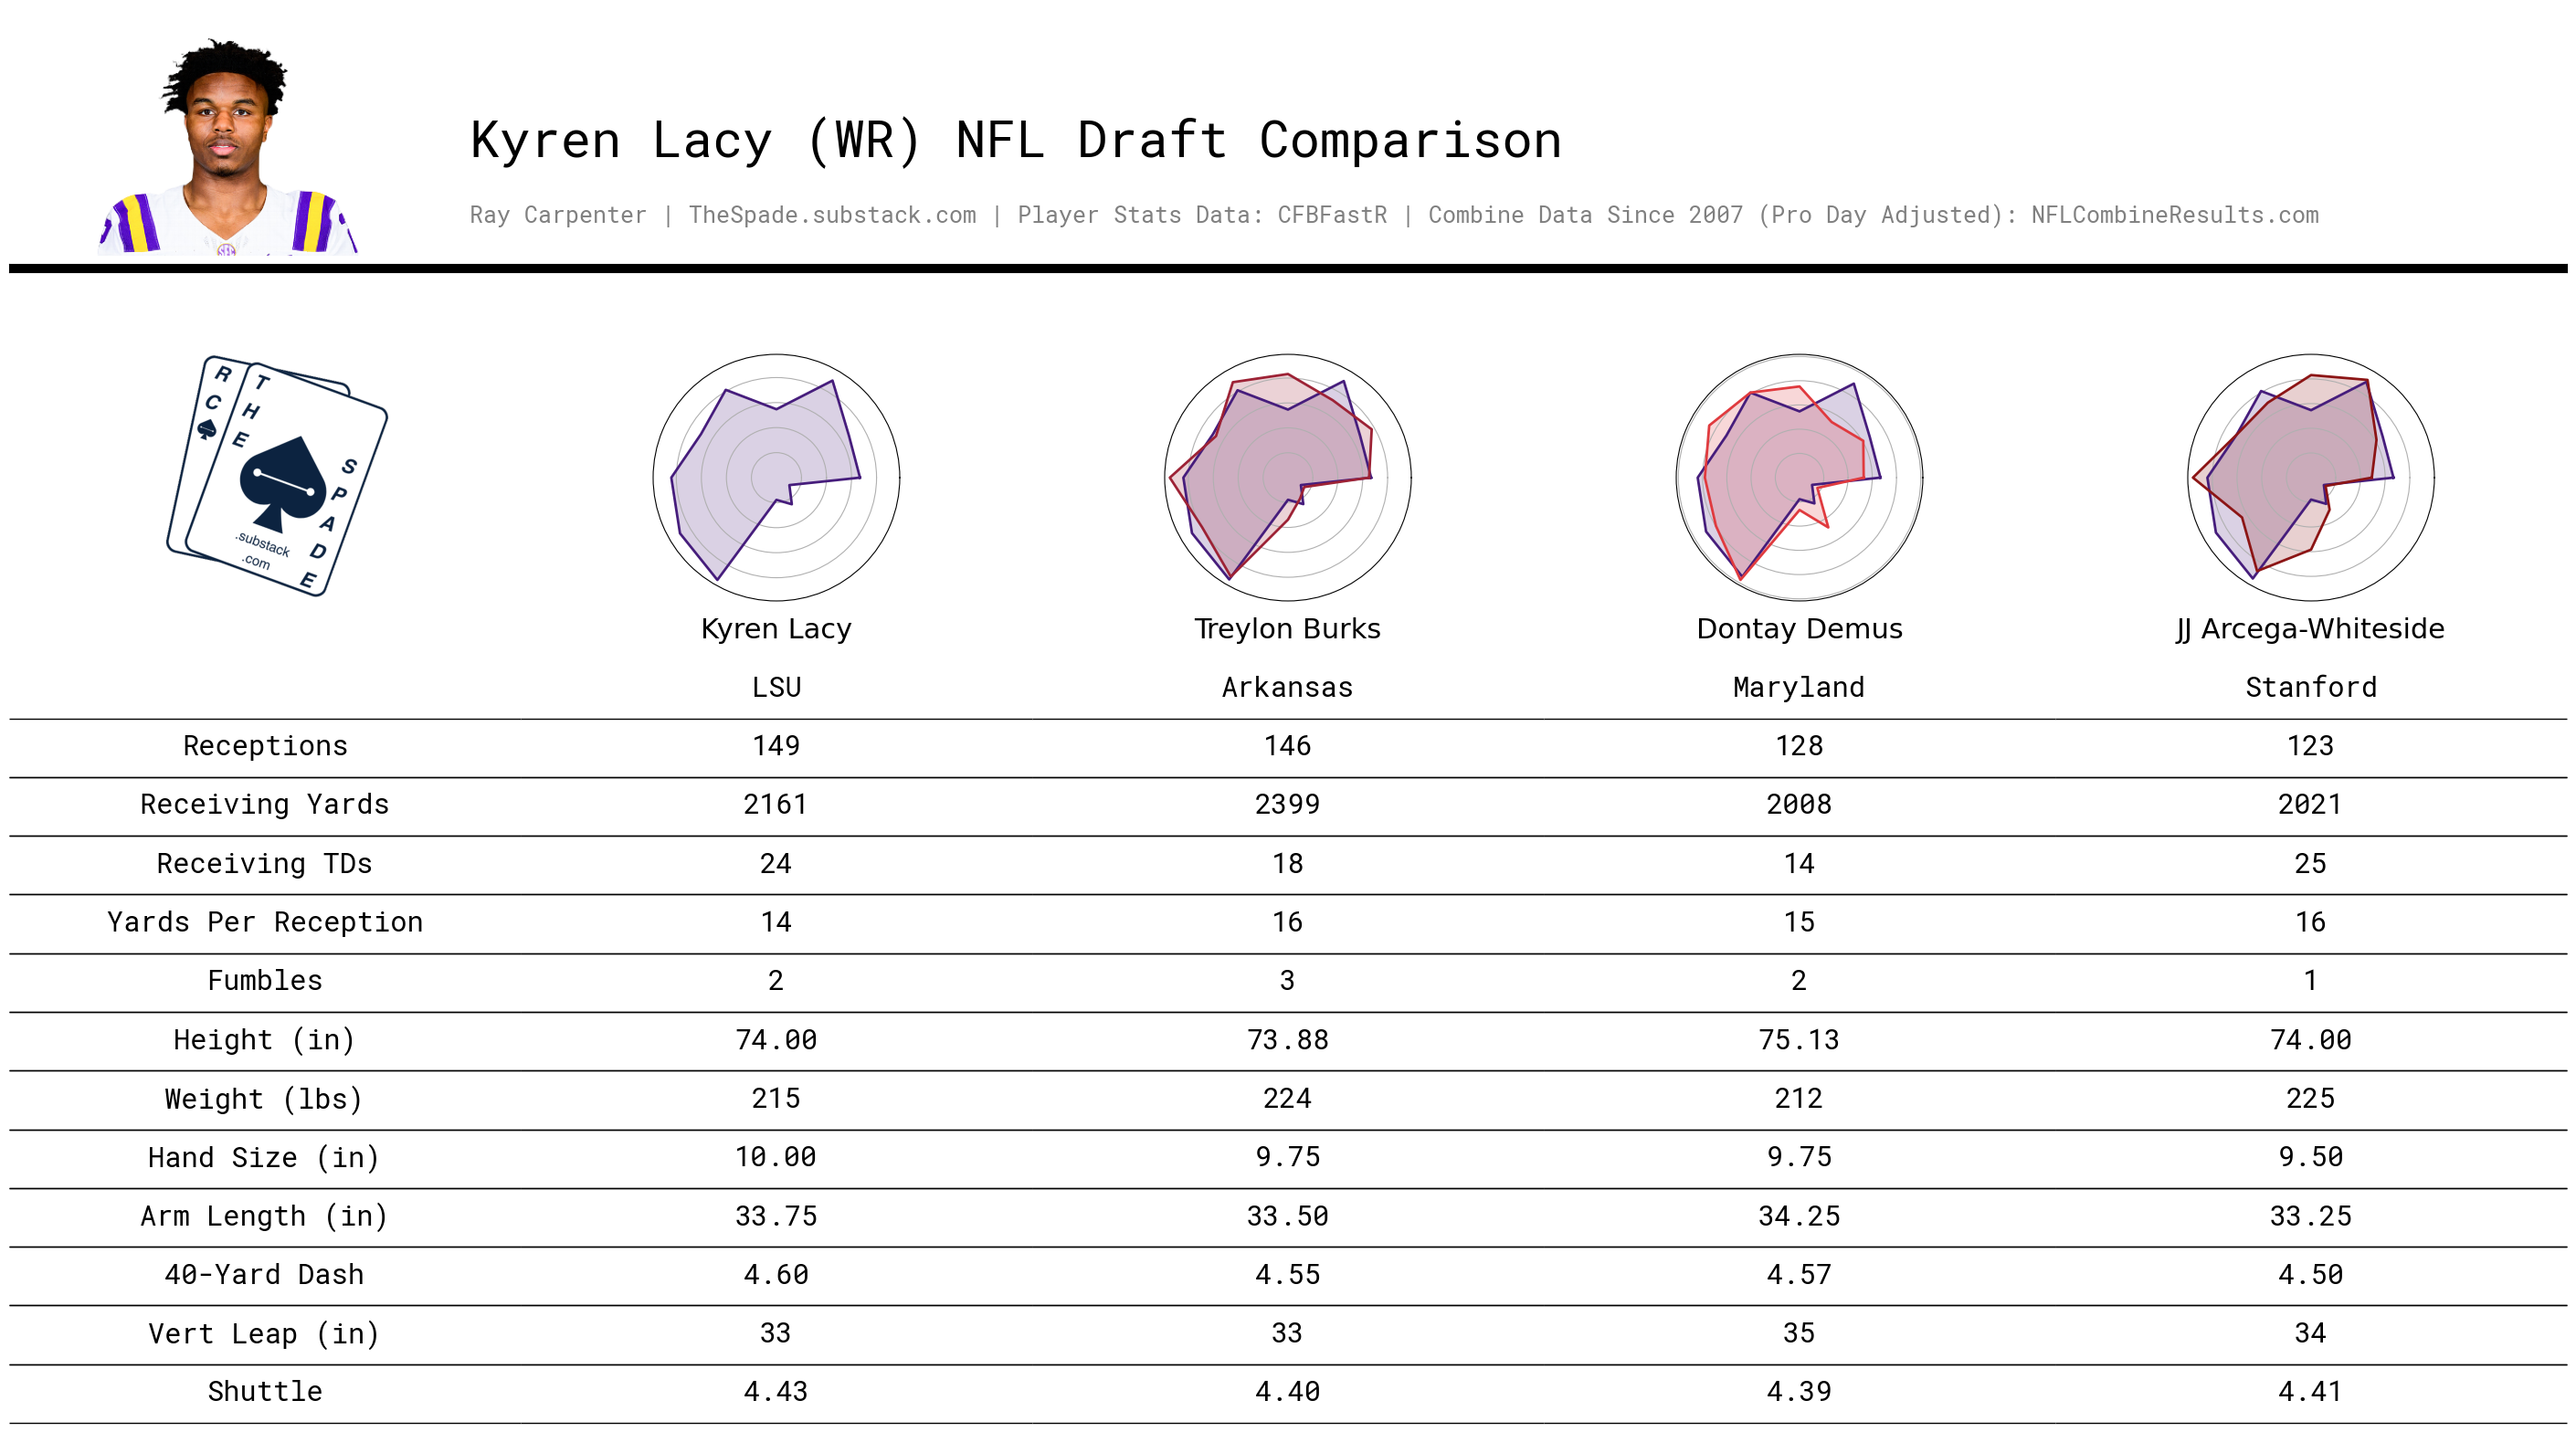 Kyren Lacy (WR) NFL Draft Comparison
Ray Carpenter | TheSpade.substack.com | Player Stats Data: CFBFastR | Combine Data Since 2007 (Pro Day Adjusted): NFLCombineResults.com
RC
THE
SPADE
.substack
.com
Kyren Lacy Treylon Burks Dontay Demus JJ Arcega-Whiteside
LSU Arkansas Maryland Stanford
Receptions 149 146 128 123
Receiving Yards 2161 2399 2008 2021
Receiving TDs 24 18 14 25
Yards Per Reception 14 16 15 16
Fumbles 2 3 2 1
Height (in) 74.00 73.88 75.13 74.00
Weight (lbs) 215 224 212 225
Hand Size (in) 10.00 9.75 9.75 9.50
Arm Length (in) 33.75 33.50 34.25 33.25
40-Yard Dash 4.60 4.55 4.57 4.50
Vert Leap (in) 33 33 35 34
Shuttle 4.43 4.40 4.39 4.41